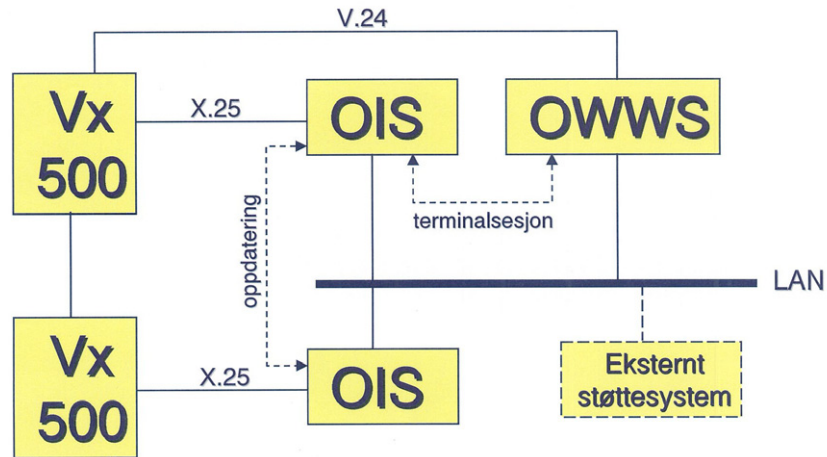 V.24
Vx
500
X.25
OIS
OWWS
oppdatering
terminalsesjon
LAN
Vx
500
X.25
OIS
Eksternt
støttesystem